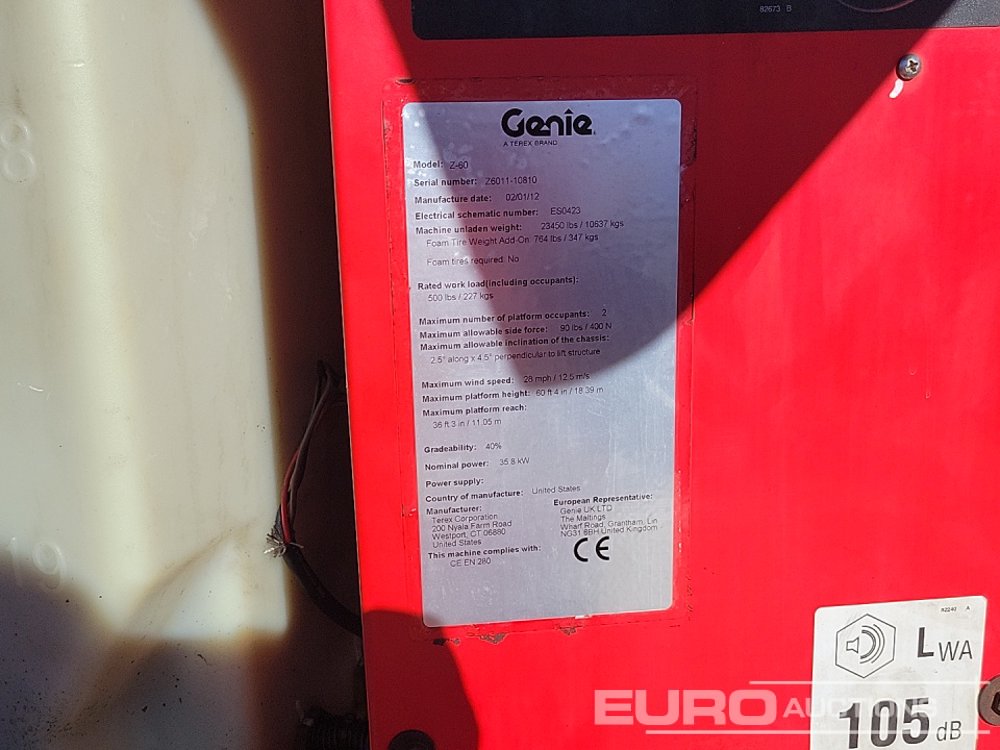 82673 B
Genie
A TEREX BRAND
Model: Z-60
Serial number: Z6011-10810
Manufacture date: 02/01/12
Electrical schematic number: ES0423
Machine unladen weight: 23450 lbs / 10637 kgs
Foam Tire Weight Add-On: 764 lbs / 347 kgs
Foam tires required: No
Rated work load(including occupants):
500 lbs / 227 kgs
Maximum number of platform occupants: 2
Maximum allowable side force: 90 lbs / 400 N
Maximum allowable inclination of the chassis:
2.5° along x 4.5° perpendicular to lift structure
Maximum wind speed: 28 mph / 12.5 m/s
Maximum platform height: 60 ft 4 in / 18.39 m
Maximum platform reach:
36 ft 3 in / 11.05 m
Gradeability: 40%
Nominal power: 35.8 kW
Power supply:
Country of manufacture: United States
Manufacturer:
Terex Corporation
200 Nyala Farm Road
Westport, CT 06880
United States
European Representative:
Genie UK LTD
The Maltings
Wharf Road, Grantham, Lin
NG31 6BH,United Kingdom
This machine complies with:
CE EN 280
CE
82240 A
LWA
105 dB
EURO AUCTIONS
8
9